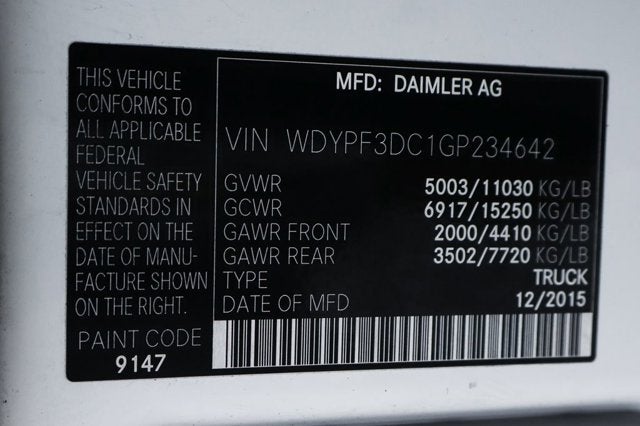 THIS VEHICLE
CONFORMS TO
ALL APPLICABLE
FEDERAL
VEHICLE SAFETY
STANDARDS IN
EFFECT ON THE
DATE OF MANU-
FACTURE SHOWN
ON THE RIGHT.
PAINT CODE
9147
MFD: DAIMLER AG
VIN WDYPF3DC1GP234642
GVWR 5003/11030 KG/LB
GCWR 6917/15250 KG/LB
GAWR FRONT 2000/4410 KG/LB
GAWR REAR 3502/7720 KG/LB
TYPE TRUCK
DATE OF MFD 12/2015